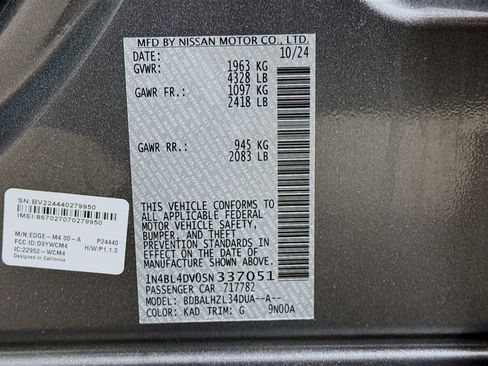 MFD BY NISSAN MOTOR CO., LTD.
DATE: 10/24
GVWR: 1963 KG
4328 LB
GAWR FR.: 1097 KG
2418 LB
GAWR RR.: 945 KG
2083 LB
THIS VEHICLE CONFORMS TO
ALL APPLICABLE FEDERAL
MOTOR VEHICLE SAFETY,
BUMPER, AND THEFT
PREVENTION STANDARDS IN
EFFECT ON THE DATE OF
MANUFACTURE SHOWN ABOVE.
1N4BL4DV0SN337051
PASSENGER CAR 717782
MODEL: BDBALHZL34DUA--A--
COLOR: KAD TRIM: G 9N00A
SN:BV224440279950
IMEI:867027070279950
M/N:EDGE-M4.00-A P24440
FCC ID:D9YWCM4 H/W:P1.1.0
IC:22952-WCM4
Designed in California